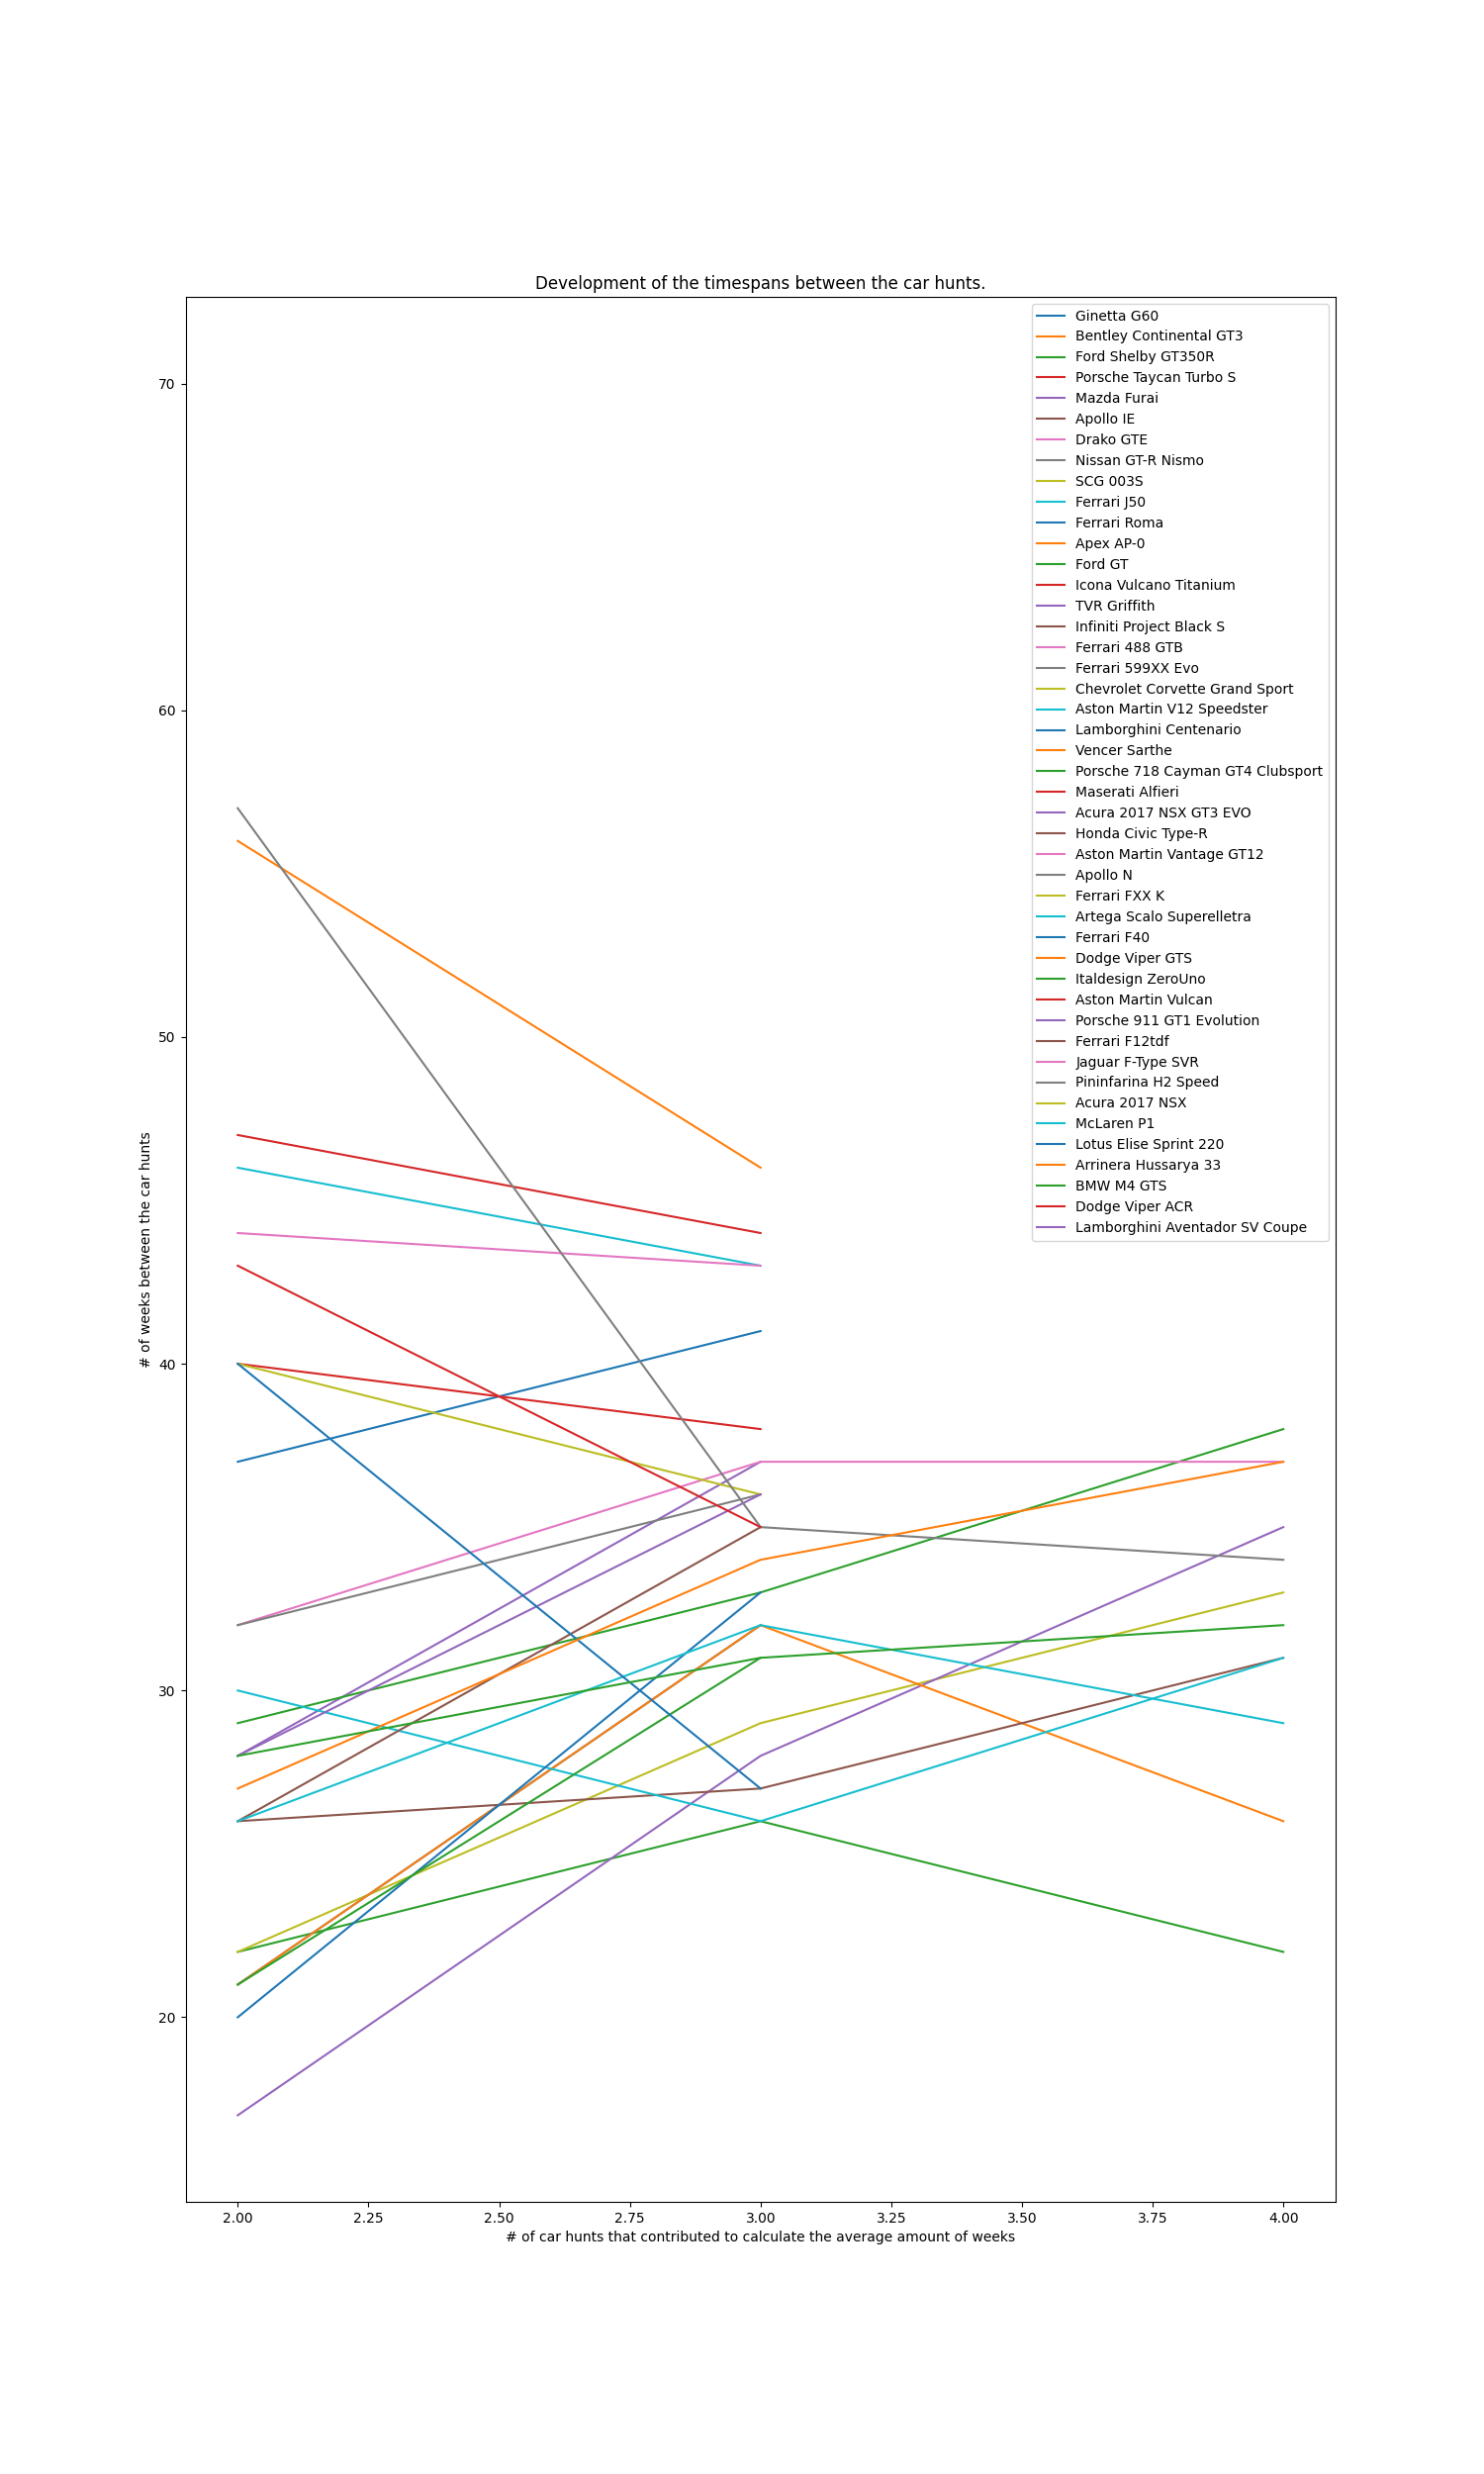 Development of the timespans between the car hunts.
Ginetta G60
Bentley Continental GT3
Ford Shelby GT350R
Porsche Taycan Turbo S
Mazda Furai
Apollo IE
Drako GTE
Nissan GT-R Nismo
SCG 003S
Ferrari J50
Ferrari Roma
Apex AP-0
Ford GT
Icona Vulcano Titanium
TVR Griffith
Infiniti Project Black S
Ferrari 488 GTB
Ferrari 599XX Evo
Chevrolet Corvette Grand Sport
Aston Martin V12 Speedster
Lamborghini Centenario
Vencer Sarthe
Porsche 718 Cayman GT4 Clubsport
Maserati Alfieri
Acura 2017 NSX GT3 EVO
Honda Civic Type-R
Aston Martin Vantage GT12
Apollo N
Ferrari FXX K
Artega Scalo Superelletra
Ferrari F40
Dodge Viper GTS
Italdesign ZeroUno
Aston Martin Vulcan
Porsche 911 GT1 Evolution
Ferrari F12tdf
Jaguar F-Type SVR
Pininfarina H2 Speed
Acura 2017 NSX
McLaren P1
Lotus Elise Sprint 220
Arrinera Hussarya 33
BMW M4 GTS
Dodge Viper ACR
Lamborghini Aventador SV Coupe
# of weeks between the car hunts
70
60
50
40
30
20
2.00 2.25 2.50 2.75 3.00 3.25 3.50 3.75 4.00
# of car hunts that contributed to calculate the average amount of weeks